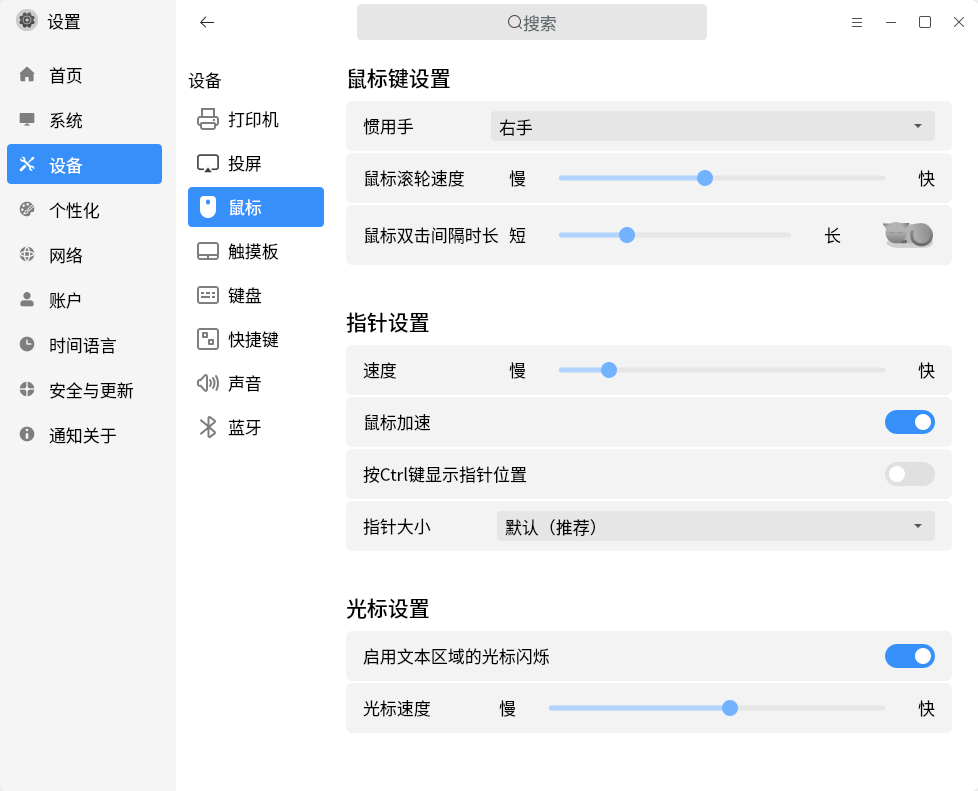 设置
搜索
首页
系统
设备
个性化
网络
账户
时间语言
安全与更新
通知关于
设备
打印机
投屏
鼠标
触摸板
键盘
快捷键
声音
蓝牙
鼠标键设置
惯用手 右手
鼠标滚轮速度 慢 快
鼠标双击间隔时长 短 长
指针设置
速度 慢 快
鼠标加速
按Ctrl键显示指针位置
指针大小 默认（推荐）
光标设置
启用文本区域的光标闪烁
光标速度 慢 快